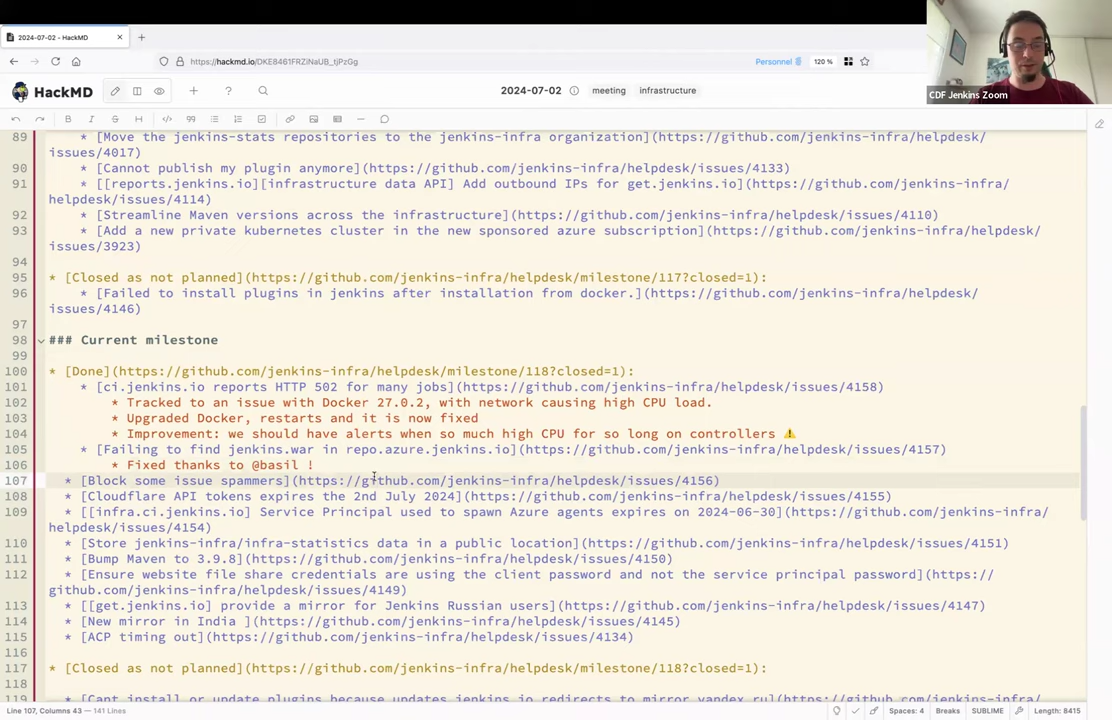 2024-07-02 - HackMD
https://hackmd.io/DKE8461FRZiNaUB_tjPzGg
Personnel
120 %
CDF Jenkins Zoom
HackMD
2024-07-02
meeting
infrastructure
89 * [Move the jenkins-stats repositories to the jenkins-infra organization](https://github.com/jenkins-infra/helpdesk/
issues/4017)
90 * [Cannot publish my plugin anymore](https://github.com/jenkins-infra/helpdesk/issues/4133)
91 * [[reports.jenkins.io][infrastructure data API] Add outbound IPs for get.jenkins.io](https://github.com/jenkins-infra/
helpdesk/issues/4114)
92 * [Streamline Maven versions across the infrastructure](https://github.com/jenkins-infra/helpdesk/issues/4110)
93 * [Add a new private kubernetes cluster in the new sponsored azure subscription](https://github.com/jenkins-infra/helpdesk/
issues/3923)
94
95 * [Closed as not planned](https://github.com/jenkins-infra/helpdesk/milestone/117?closed=1):
96 * [Failed to install plugins in jenkins after installation from docker.](https://github.com/jenkins-infra/helpdesk/
issues/4146)
97
98 ### Current milestone
99
100 * [Done](https://github.com/jenkins-infra/helpdesk/milestone/118?closed=1):
101 * [ci.jenkins.io reports HTTP 502 for many jobs](https://github.com/jenkins-infra/helpdesk/issues/4158)
102 * Tracked to an issue with Docker 27.0.2, with network causing high CPU load.
103 * Upgraded Docker, restarts and it is now fixed
104 * Improvement: we should have alerts when so much high CPU for so long on controllers ⚠️
105 * [Failing to find jenkins.war in repo.azure.jenkins.io](https://github.com/jenkins-infra/helpdesk/issues/4157)
106 * Fixed thanks to @basil !
107 * [Block some issue spammers](https://github.com/jenkins-infra/helpdesk/issues/4156)
108 * [Cloudflare API tokens expires the 2nd July 2024](https://github.com/jenkins-infra/helpdesk/issues/4155)
109 * [[infra.ci.jenkins.io] Service Principal used to spawn Azure agents expires on 2024-06-30](https://github.com/jenkins-infra/
helpdesk/issues/4154)
110 * [Store jenkins-infra/infra-statistics data in a public location](https://github.com/jenkins-infra/helpdesk/issues/4151)
111 * [Bump Maven to 3.9.8](https://github.com/jenkins-infra/helpdesk/issues/4150)
112 * [Ensure website file share credentials are using the client password and not the service principal password](https://
github.com/jenkins-infra/helpdesk/issues/4149)
113 * [[get.jenkins.io] provide a mirror for Jenkins Russian users](https://github.com/jenkins-infra/helpdesk/issues/4147)
114 * [New mirror in India ](https://github.com/jenkins-infra/helpdesk/issues/4145)
115 * [ACP timing out](https://github.com/jenkins-infra/helpdesk/issues/4134)
116
117 * [Closed as not planned](https://github.com/jenkins-infra/helpdesk/milestone/118?closed=1):
118
119 * [Cant install or update plugins because updates.jenkins.io redirects to mirror.yandex.ru](https://github.com/jenkins-infra/
Line 107, Columns 43 — 141 Lines
Spaces: 4
Breaks
SUBLIME
Length: 8415